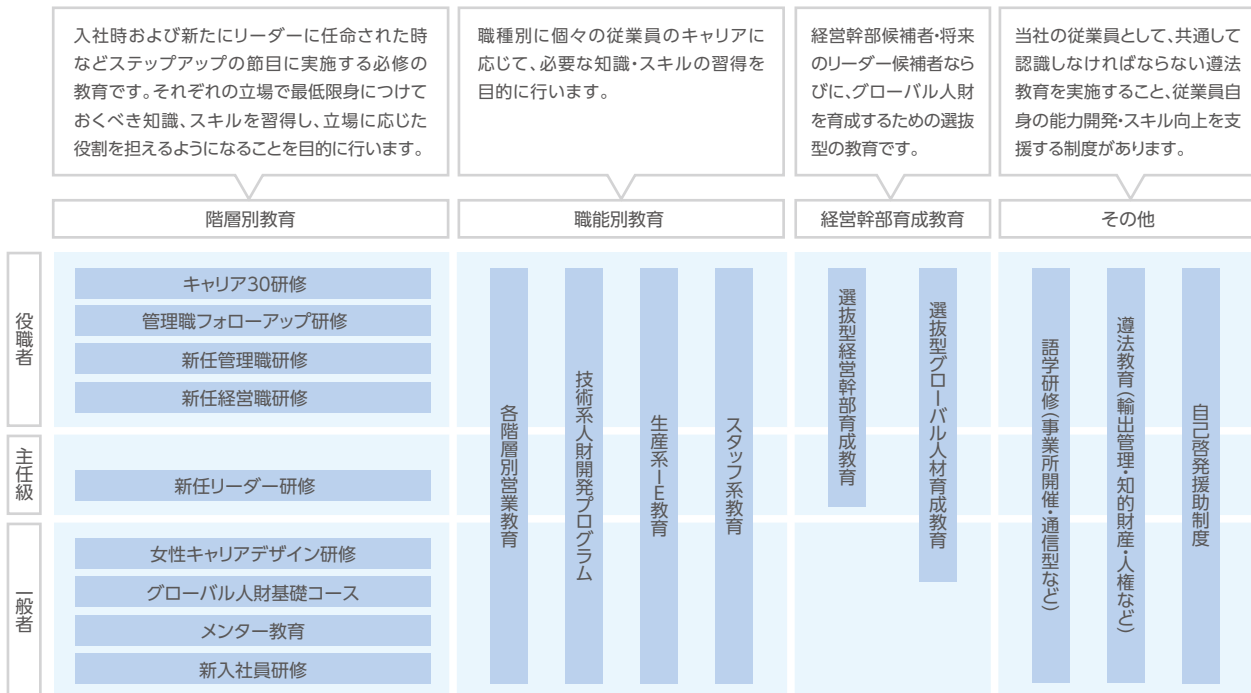 入社時および新たにリーダーに任命された時
などステップアップの節目に実施する必修の
教育です。それぞれの立場で最低限身につけて
おくべき知識、スキルを習得し、立場に応じた
役割を担えるようになることを目的に行います。
職種別に個々の従業員のキャリアに
応じて、必要な知識・スキルの習得を
目的に行います。
経営幹部候補者・将来
のリーダー候補者なら
びに、グローバル人財
を育成するための選抜
型の教育です。
当社の従業員として、共通して
認識しなければならない遵法
教育を実施すること、従業員自
身の能力開発・スキル向上を支
援する制度があります。
階層別教育
職能別教育
経営幹部育成教育
その他
役職者
キャリア30研修
管理職フォローアップ研修
新任管理職研修
新任経営職研修
主任級
新任リーダー研修
一般者
女性キャリアデザイン研修
グローバル人財基礎コース
メンター教育
新入社員研修
各階層別営業教育
技術系人財開発プログラム
生産系IE教育
スタッフ系教育
選抜型経営幹部育成教育
選抜型グローバル人材育成教育
語学研修(事業所開催・通信型など)
遵法教育(輸出管理・知的財産・人権など)
自己啓発援助制度